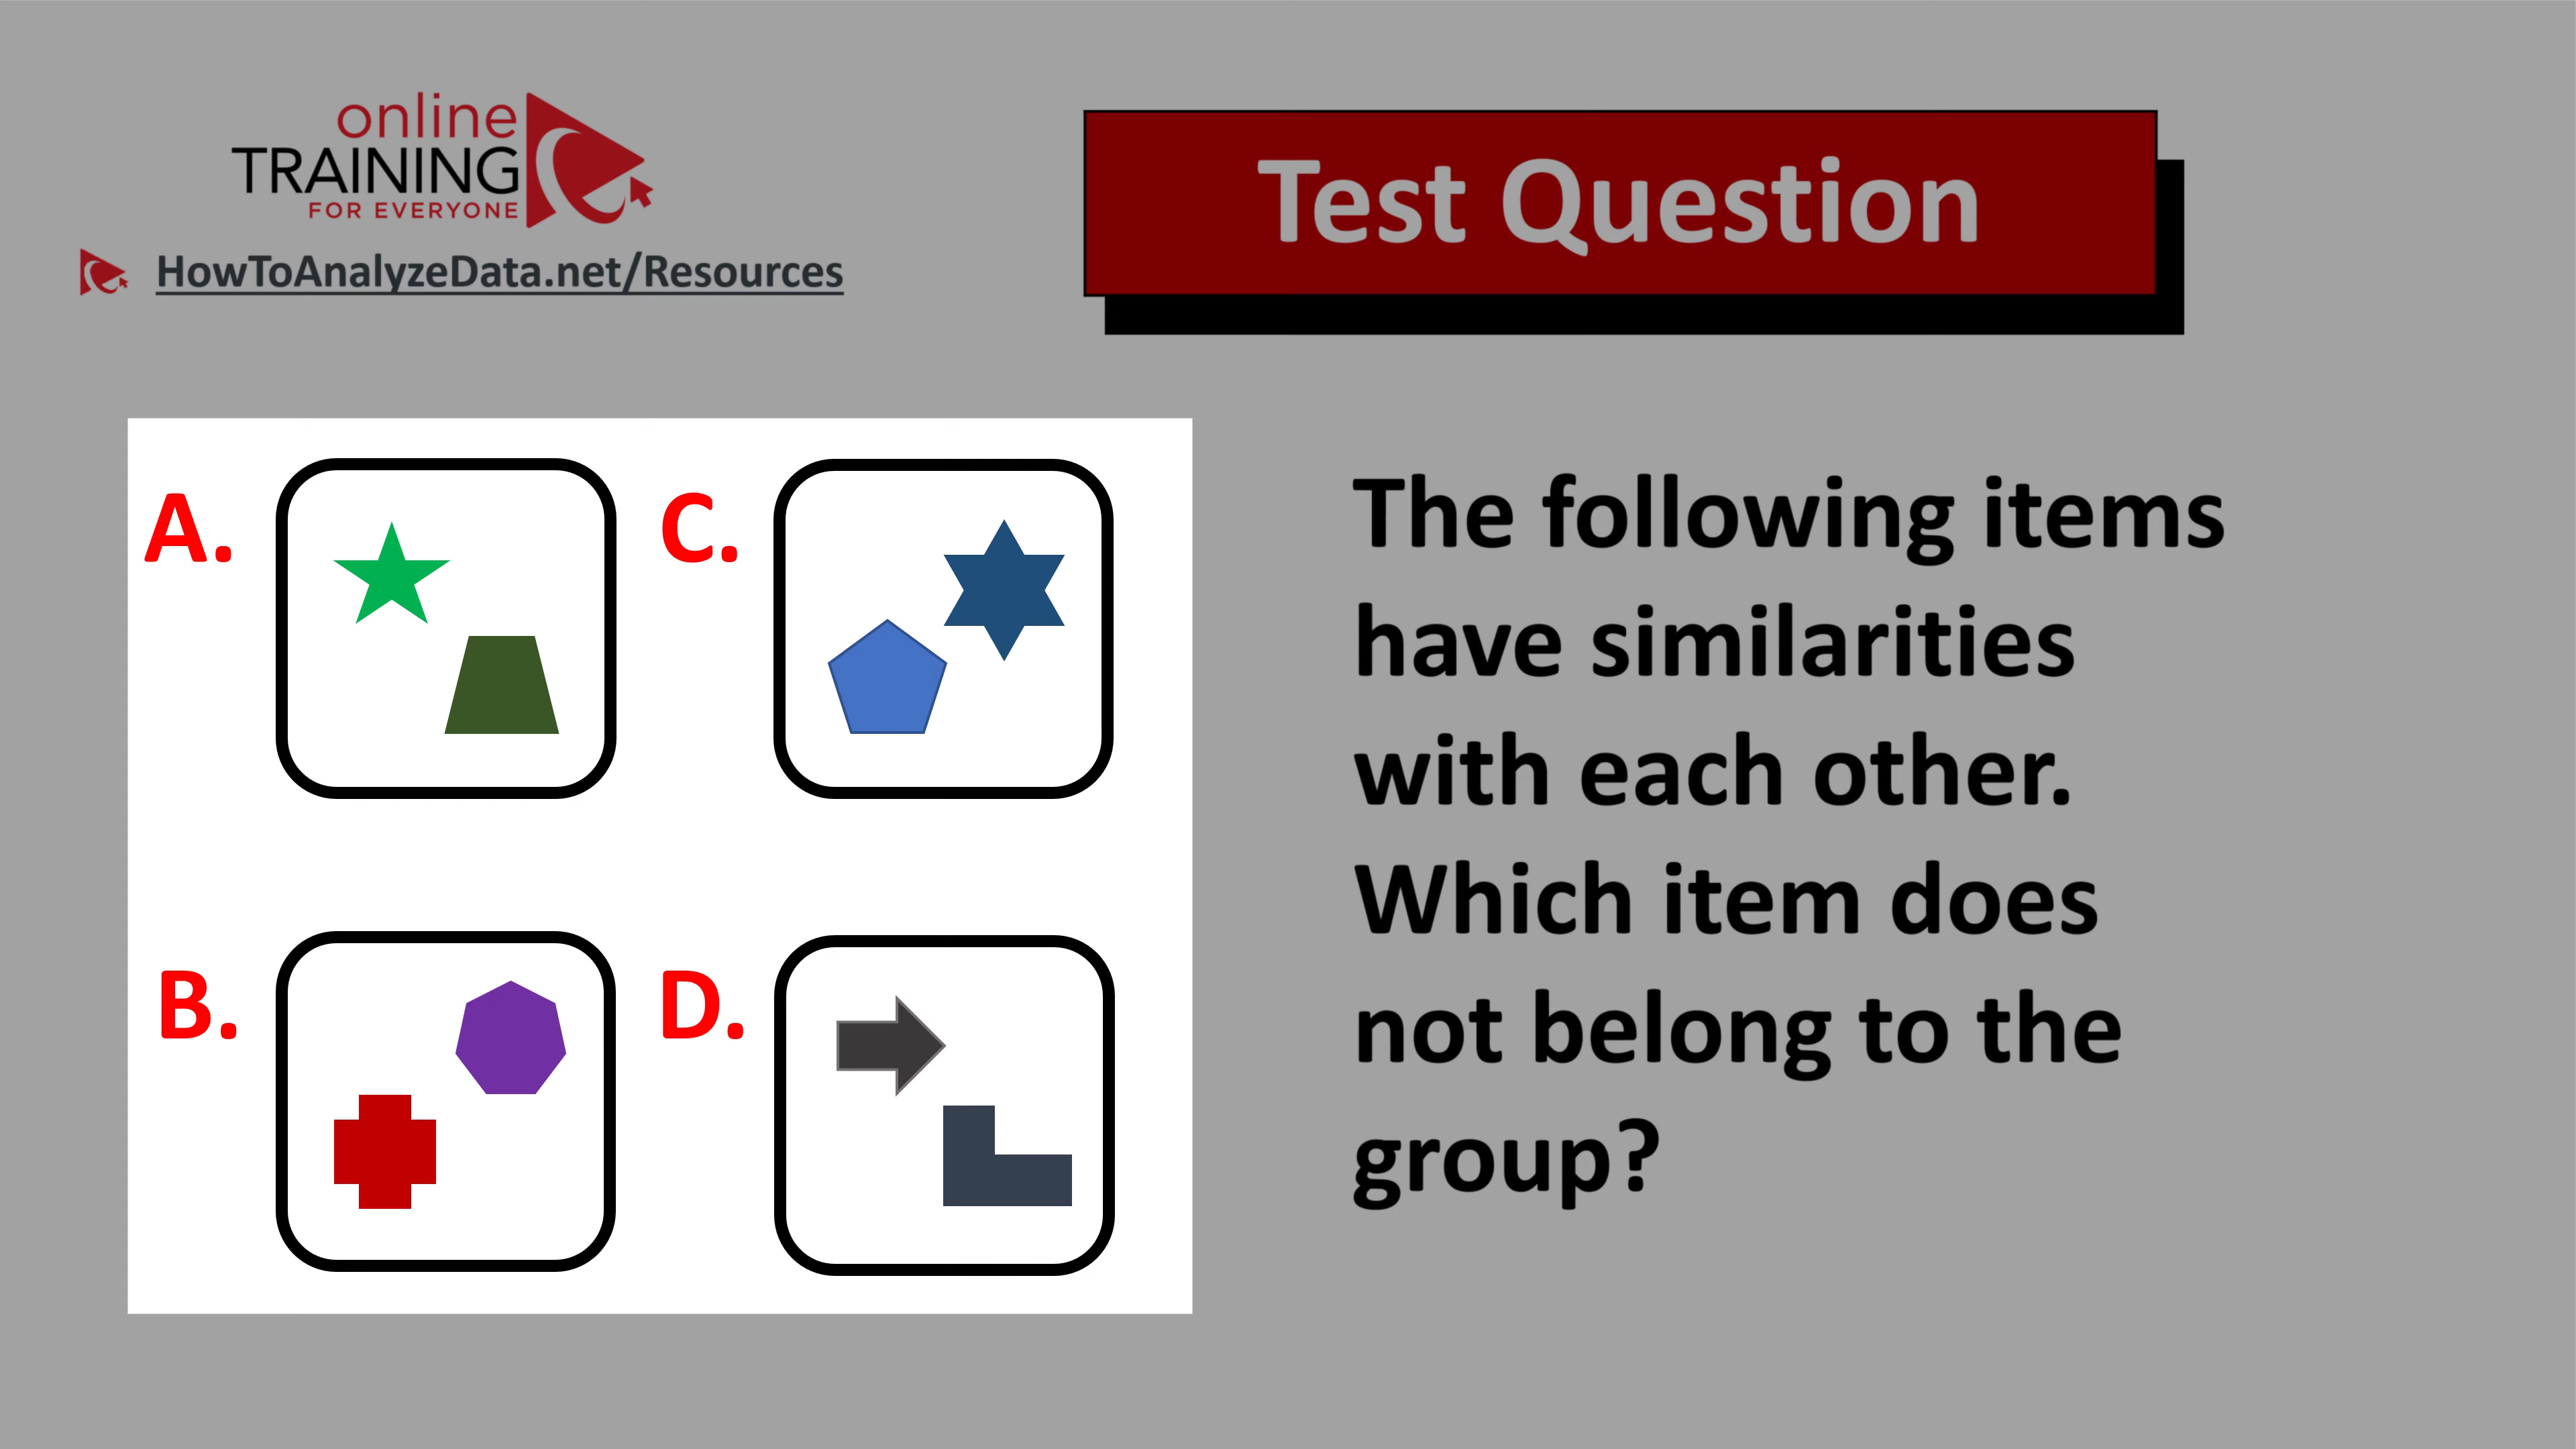 online
TRAINING
FOR EVERYONE
HowToAnalyzeData.net/Resources
Test Question
A.
C.
B.
D.
The following items
have similarities
with each other.
Which item does
not belong to the
group?